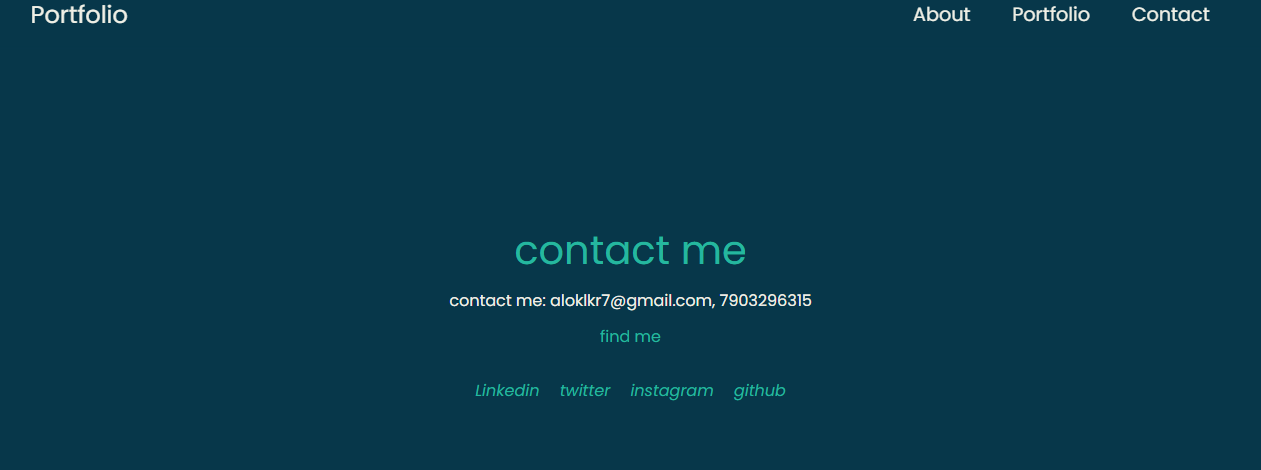 Portfolio About Portfolio Contact
contact me
contact me: aloklkr7@gmail.com, 7903296315
find me
Linkedin twitter instagram github